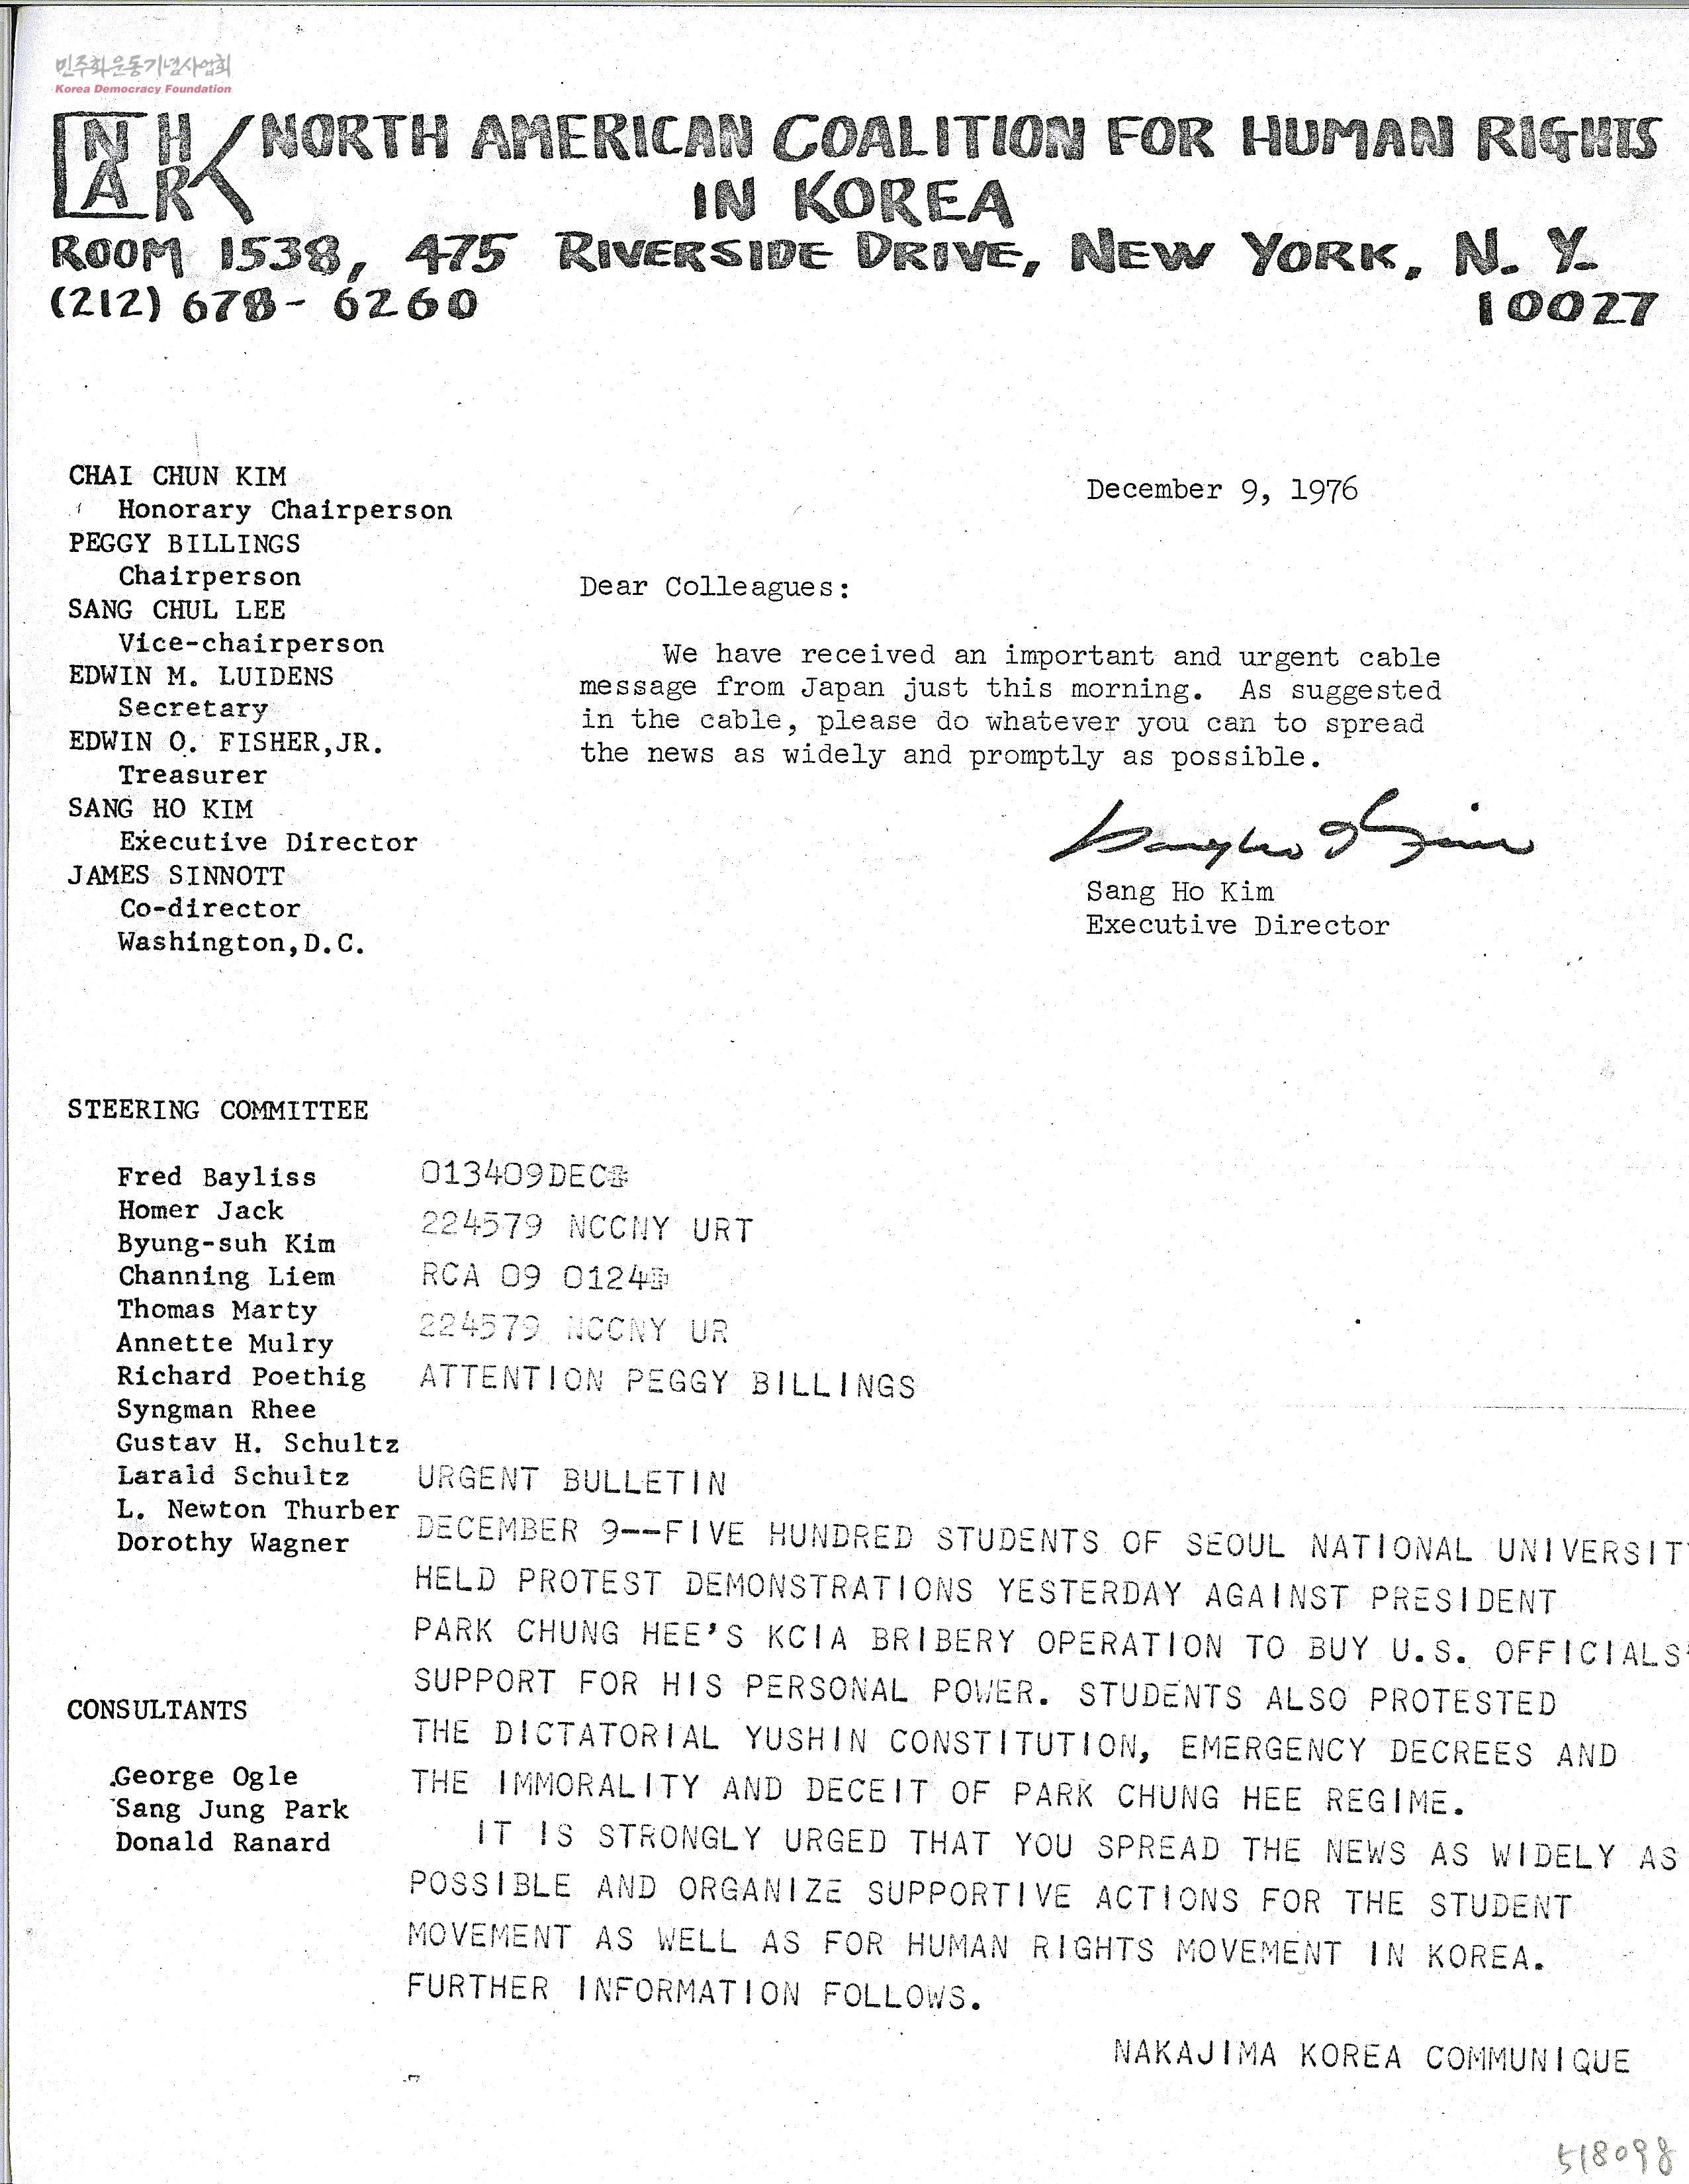 민주화운동기념사업회
Korea Democracy Foundation
NAHRK
NORTH AMERICAN COALITION FOR HUMAN RIGHTS
IN KOREA
ROOM 1538, 475 RIVERSIDE DRIVE, NEW YORK, N. Y.
(212) 678-6260 10027
CHAI CHUN KIM
Honorary Chairperson
PEGGY BILLINGS
Chairperson
SANG CHUL LEE
Vice-chairperson
EDWIN M. LUIDENS
Secretary
EDWIN O. FISHER,JR.
Treasurer
SANG HO KIM
Executive Director
JAMES SINNOTT
Co-director
Washington,D.C.
December 9, 1976
Dear Colleagues:
We have received an important and urgent cable
message from Japan just this morning. As suggested
in the cable, please do whatever you can to spread
the news as widely and promptly as possible.
Sang Ho Kim
Executive Director
STEERING COMMITTEE
Fred Bayliss
Homer Jack
Byung-suh Kim
Channing Liem
Thomas Marty
Annette Mulry
Richard Poethig
Syngman Rhee
Gustav H. Schultz
Larald Schultz
L. Newton Thurber
Dorothy Wagner
CONSULTANTS
George Ogle
Sang Jung Park
Donald Ranard
013409DEC
224579 NCCNY URT
RCA 09 0124
224579 NCCNY UR
ATTENTION PEGGY BILLINGS
URGENT BULLETIN
DECEMBER 9--FIVE HUNDRED STUDENTS OF SEOUL NATIONAL UNIVERSIT
HELD PROTEST DEMONSTRATIONS YESTERDAY AGAINST PRESIDENT
PARK CHUNG HEE'S KCIA BRIBERY OPERATION TO BUY U.S. OFFICIALS'
SUPPORT FOR HIS PERSONAL POWER. STUDENTS ALSO PROTESTED
THE DICTATORIAL YUSHIN CONSTITUTION, EMERGENCY DECREES AND
THE IMMORALITY AND DECEIT OF PARK CHUNG HEE REGIME.
IT IS STRONGLY URGED THAT YOU SPREAD THE NEWS AS WIDELY AS
POSSIBLE AND ORGANIZE SUPPORTIVE ACTIONS FOR THE STUDENT
MOVEMENT AS WELL AS FOR HUMAN RIGHTS MOVEMENT IN KOREA.
FURTHER INFORMATION FOLLOWS.
NAKAJIMA KOREA COMMUNIQUE
518098